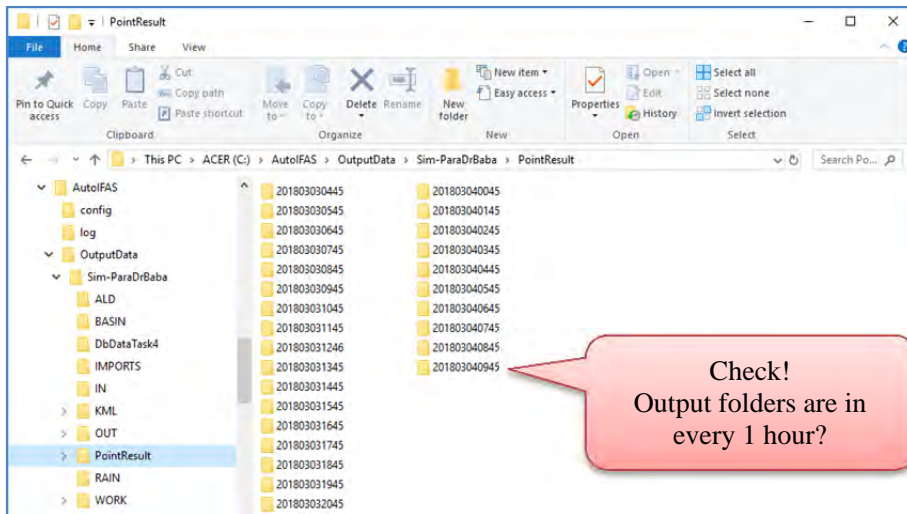 PointResult
File Home Share View
Pin to Quick access
Copy
Paste
Cut
Copy path
Paste shortcut
Clipboard
Move to
Copy to
Delete
Rename
Organize
New folder
New item
Easy access
New
Properties
Open
Edit
History
Open
Select all
Select none
Invert selection
Select
This PC > ACER (C:) > AutoIFAS > OutputData > Sim-ParaDrBaba > PointResult
Search Po...
AutoIFAS
config
log
OutputData
Sim-ParaDrBaba
ALD
BASIN
DbDataTask4
IMPORTS
IN
KML
OUT
PointResult
RAIN
WORK
201803030445
201803030545
201803030645
201803030745
201803030845
201803030945
201803031045
201803031145
201803031246
201803031345
201803031445
201803031545
201803031645
201803031745
201803031845
201803031945
201803032045
201803040045
201803040145
201803040245
201803040345
201803040445
201803040545
201803040645
201803040745
201803040845
201803040945
Check!
Output folders are in
every 1 hour?